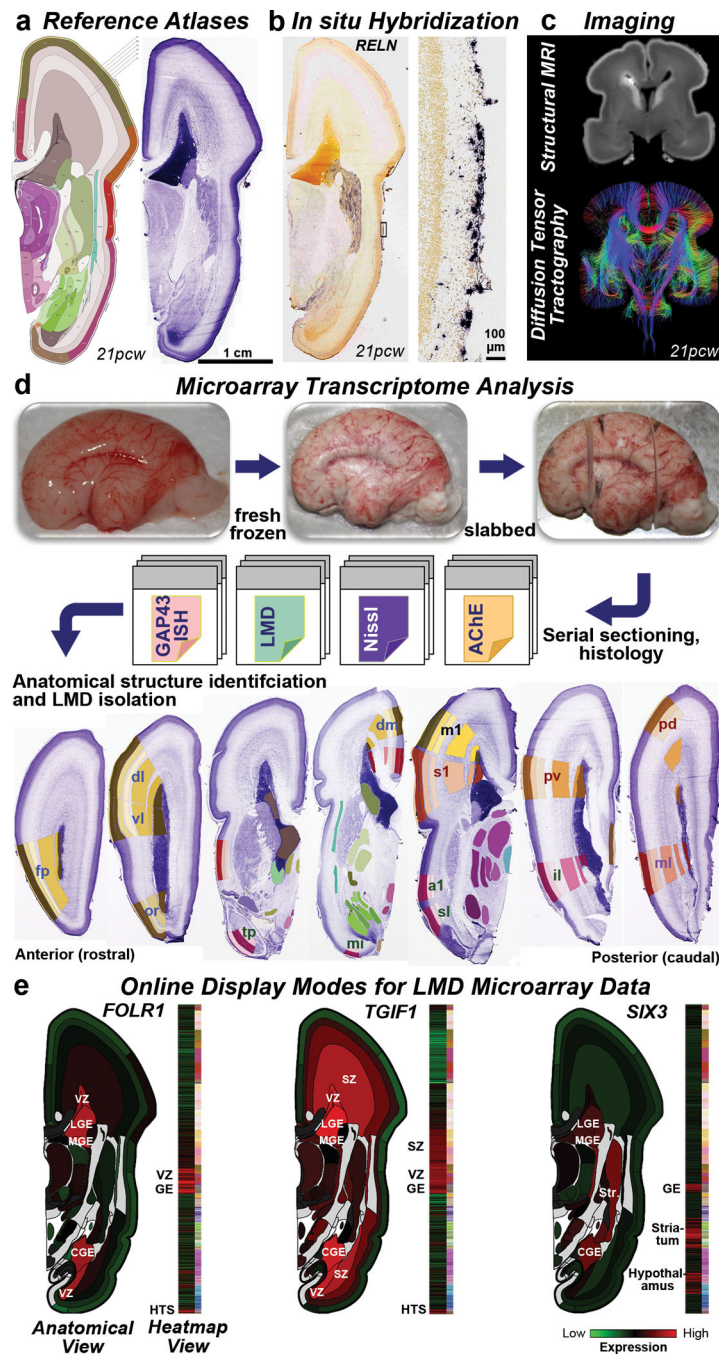 a Reference Atlases
21pcw
1 cm
b In situ Hybridization
RELN
21pcw
100
µm
c Imaging
Structural MRI
Diffusion Tensor
Tractography
21pcw
d Microarray Transcriptome Analysis
fresh
frozen
slabbed
GAP43
ISH
LMD
Nissl
AChE
Serial sectioning,
histology
Anatomical structure identifciation
and LMD isolation
fp
dl
vl
or
tp
dm
mi
m1
s1
a1
sl
pv
il
pd
ml
Anterior (rostral)
Posterior (caudal)
e Online Display Modes for LMD Microarray Data
FOLR1
VZ
LGE
MGE
CGE
VZ
VZ
GE
HTS
Anatomical
View
Heatmap
View
TGIF1
SZ
VZ
LGE
MGE
CGE
SZ
VZ
SZ
VZ
GE
HTS
SIX3
LGE
MGE
Str.
CGE
GE
Stria-
tum
Hypothal-
amus
Low
High
Expression